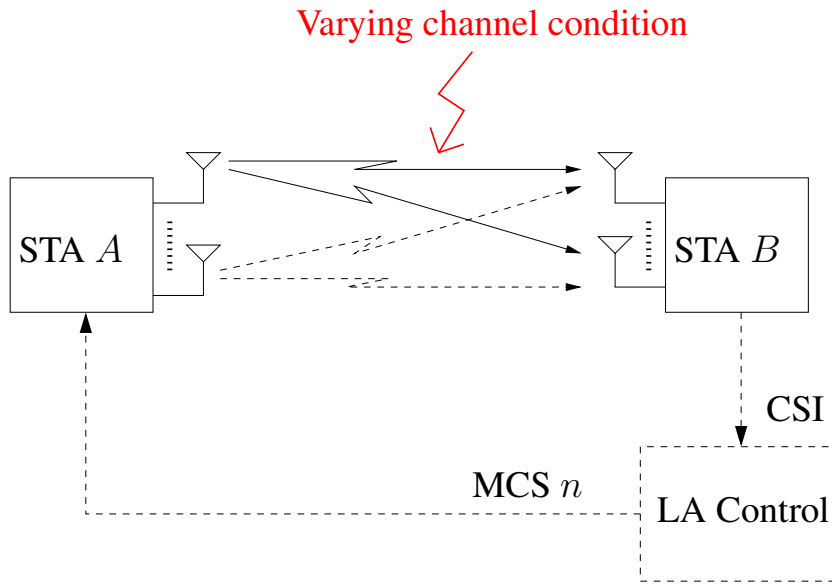 Varying channel condition
STA A
STA B
CSI
MCS n
LA Control